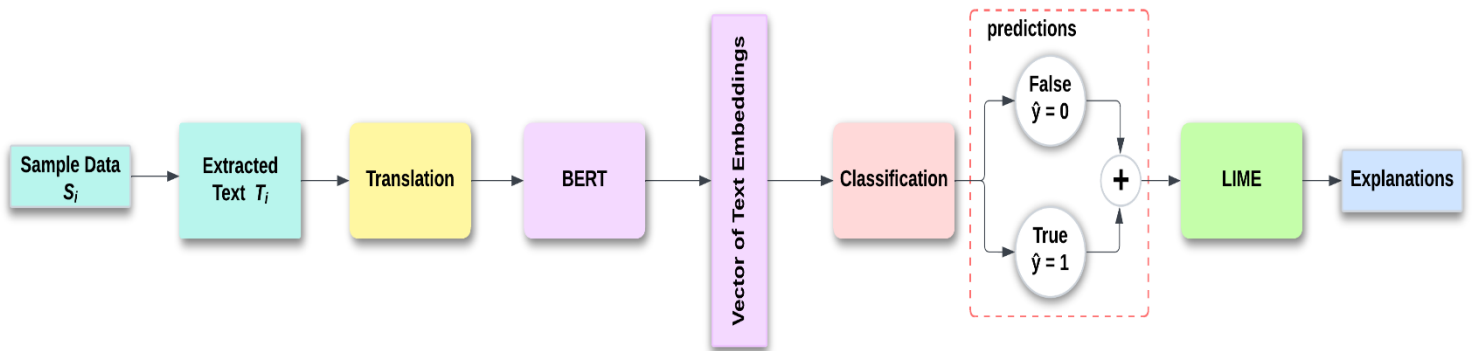 Sample Data
Sᵢ
Extracted
Text Tᵢ
Translation
BERT
Vector of Text Embeddings
Classification
predictions
False
ŷ = 0
+
True
ŷ = 1
LIME
Explanations